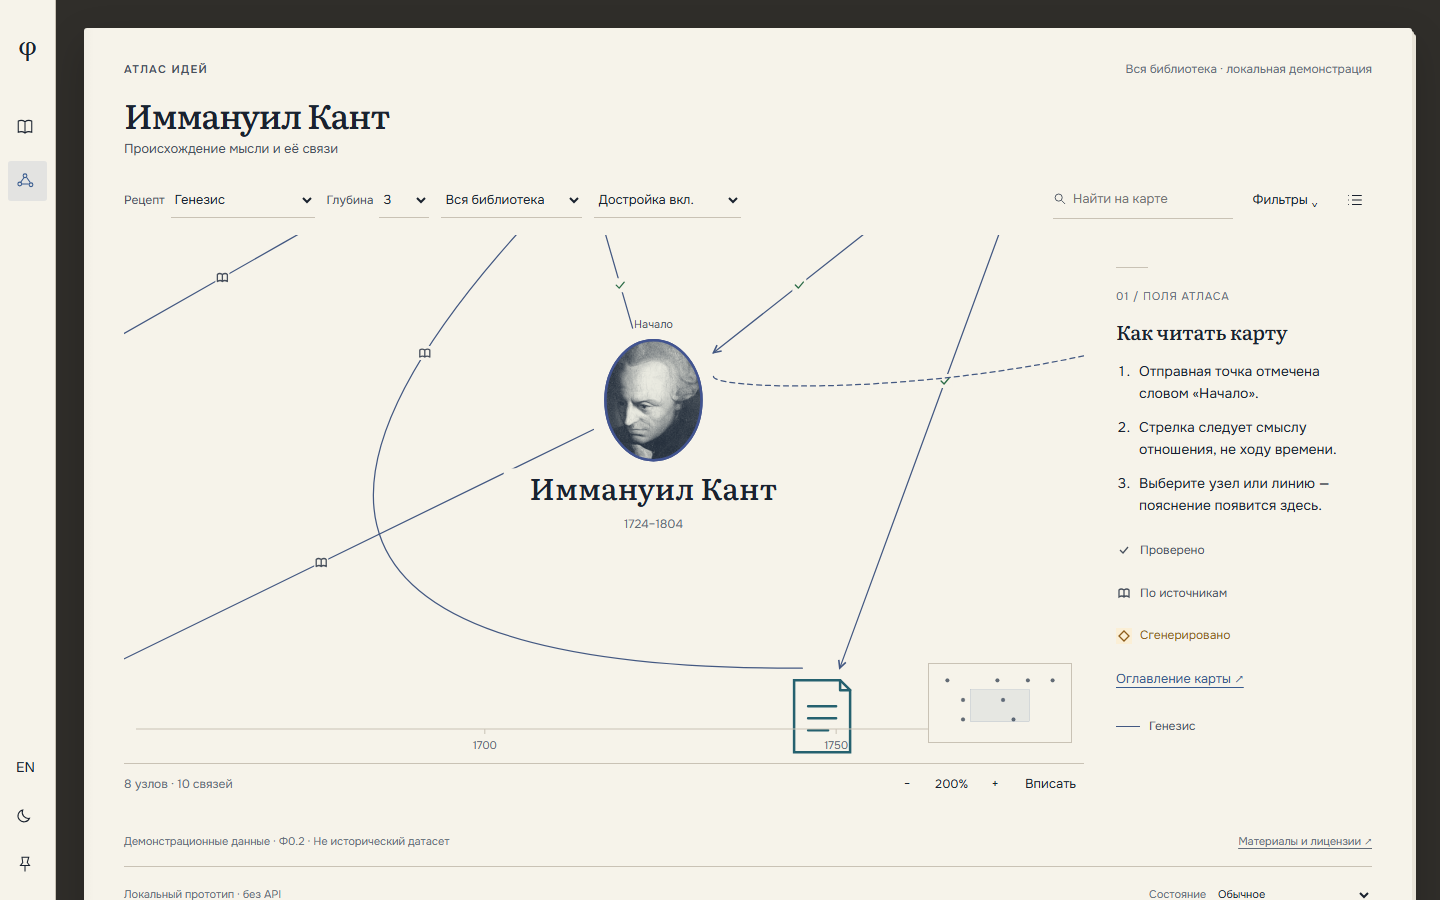 φ
АТЛАС ИДЕЙ
Вся библиотека · локальная демонстрация
Иммануил Кант
Происхождение мысли и её связи
Рецепт Генезис Глубина 3 Вся библиотека Достройка вкл.
Найти на карте Фильтры
Начало
Иммануил Кант
1724–1804
1700
1750
8 узлов · 10 связей
− 200% + Вписать
01 / ПОЛЯ АТЛАСА
Как читать карту
1. Отправная точка отмечена
словом «Начало».
2. Стрелка следует смыслу
отношения, не ходу времени.
3. Выберите узел или линию —
пояснение появится здесь.
Проверено
По источникам
Сгенерировано
Оглавление карты ↗
Генезис
EN
Демонстрационные данные · Ф0.2 · Не исторический датасет
Материалы и лицензии ↗
Локальный прототип · без API
Состояние Обычное